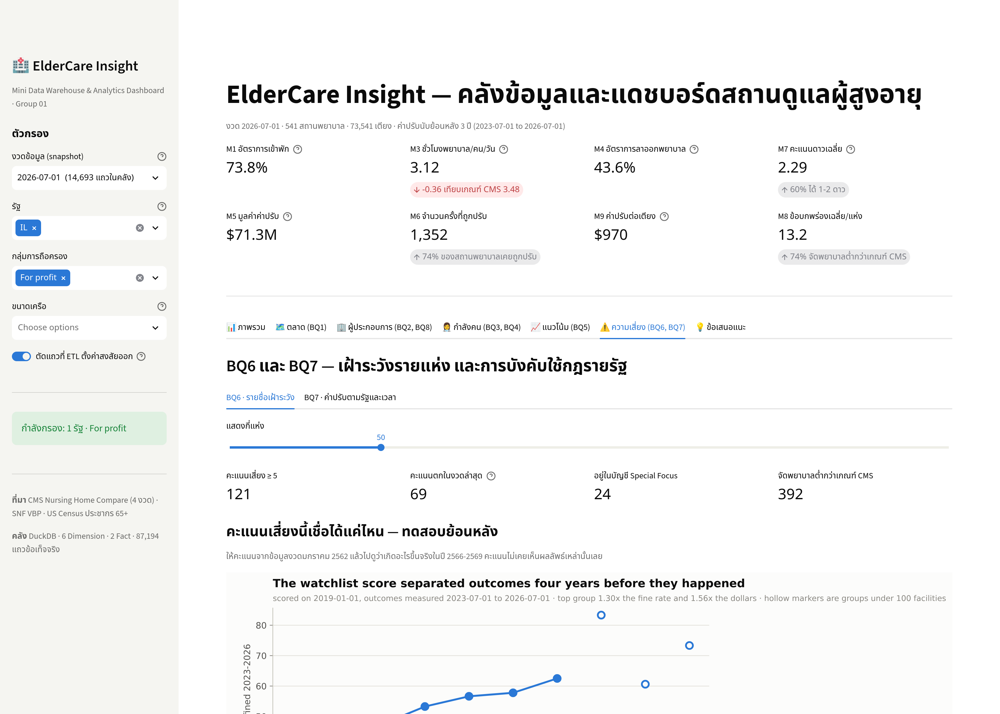 ElderCare Insight
Mini Data Warehouse & Analytics Dashboard
· Group 01
ตัวกรอง
งวดข้อมูล (snapshot)
2026-07-01 (14,693 แถวในคลัง)
รัฐ
IL ×
กลุ่มการถือครอง
For profit ×
ขนาดเครือ
Choose options
ตัดแถวที่ ETL ตั้งค่าสงสัยออก
กำลังกรอง: 1 รัฐ · For profit
ที่มา CMS Nursing Home Compare (4 งวด) ·
SNF VBP · US Census ประชากร 65+
คลัง DuckDB · 6 Dimension · 2 Fact · 87,194
แถวข้อเท็จจริง
ElderCare Insight — คลังข้อมูลและแดชบอร์ดสถานดูแลผู้สูงอายุ
งวด 2026-07-01 · 541 สถานพยาบาล · 73,541 เตียง · ค่าปรับนับย้อนหลัง 3 ปี (2023-07-01 to 2026-07-01)
M1 อัตราการเข้าพัก
73.8%
M3 ชั่วโมงพยาบาล/คน/วัน
3.12
↓ -0.36 เทียบเกณฑ์ CMS 3.48
M4 อัตราการลาออกพยาบาล
43.6%
M7 คะแนนดาวเฉลี่ย
2.29
↑ 60% ได้ 1-2 ดาว
M5 มูลค่าค่าปรับ
$71.3M
M6 จำนวนครั้งที่ถูกปรับ
1,352
↑ 74% ของสถานพยาบาลเคยถูกปรับ
M9 ค่าปรับต่อเตียง
$970
M8 ข้อบกพร่องเฉลี่ย/แห่ง
13.2
↑ 74% จัดพยาบาลต่ำกว่าเกณฑ์ CMS
ภาพรวม ตลาด (BQ1) ผู้ประกอบการ (BQ2, BQ8) กำลังคน (BQ3, BQ4) แนวโน้ม (BQ5) ความเสี่ยง (BQ6, BQ7) ข้อเสนอแนะ
BQ6 และ BQ7 — เฝ้าระวังรายแห่ง และการบังคับใช้กฎรายรัฐ
BQ6 · รายชื่อเฝ้าระวัง BQ7 · ค่าปรับตามรัฐและเวลา
แสดงกี่แห่ง
50
คะแนนเสี่ยง ≥ 5
121
คะแนนตกในงวดล่าสุด
69
อยู่ในบัญชี Special Focus
24
จัดพยาบาลต่ำกว่าเกณฑ์ CMS
392
คะแนนเสี่ยงนี้เชื่อได้แค่ไหน — ทดสอบย้อนหลัง
ให้คะแนนจากข้อมูลงวดมกราคม 2562 แล้วไปดูว่าเกิดอะไรขึ้นจริงในปี 2566-2569 คะแนนไม่เคยเห็นผลลัพธ์เหล่านั้นเลย
The watchlist score separated outcomes four years before they happened
scored on 2019-01-01, outcomes measured 2023-07-01 to 2026-07-01 · top group 1.30x the fine rate and 1.56x the dollars · hollow markers are groups under 100 facilities
80
70
60
fined 2023-2026